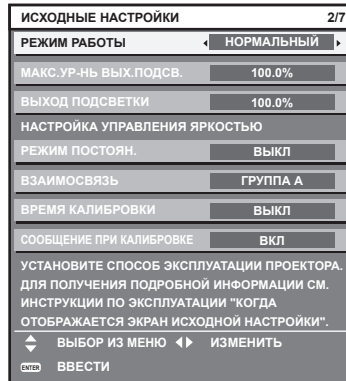 ИСХОДНЫЕ НАСТРОЙКИ 2/7
РЕЖИМ РАБОТЫ НОРМАЛЬНЫЙ
МАКС.УР-НЬ ВЫХ.ПОДСВ. 100.0%
ВЫХОД ПОДСВЕТКИ 100.0%
НАСТРОЙКА УПРАВЛЕНИЯ ЯРКОСТЬЮ
РЕЖИМ ПОСТОЯН. ВЫКЛ
ВЗАИМОСВЯЗЬ ГРУППА A
ВРЕМЯ КАЛИБРОВКИ ВЫКЛ
СООБЩЕНИЕ ПРИ КАЛИБРОВКЕ ВКЛ
УСТАНОВИТЕ СПОСОБ ЭКСПЛУАТАЦИИ ПРОЕКТОРА.
ДЛЯ ПОЛУЧЕНИЯ ПОДРОБНОЙ ИНФОРМАЦИИ СМ.
ИНСТРУКЦИИ ПО ЭКСПЛУАТАЦИИ "КОГДА
ОТОБРАЖАЕТСЯ ЭКРАН ИСХОДНОЙ НАСТРОЙКИ".
ВЫБОР ИЗ МЕНЮ ИЗМЕНИТЬ
ENTER ВВЕСТИ